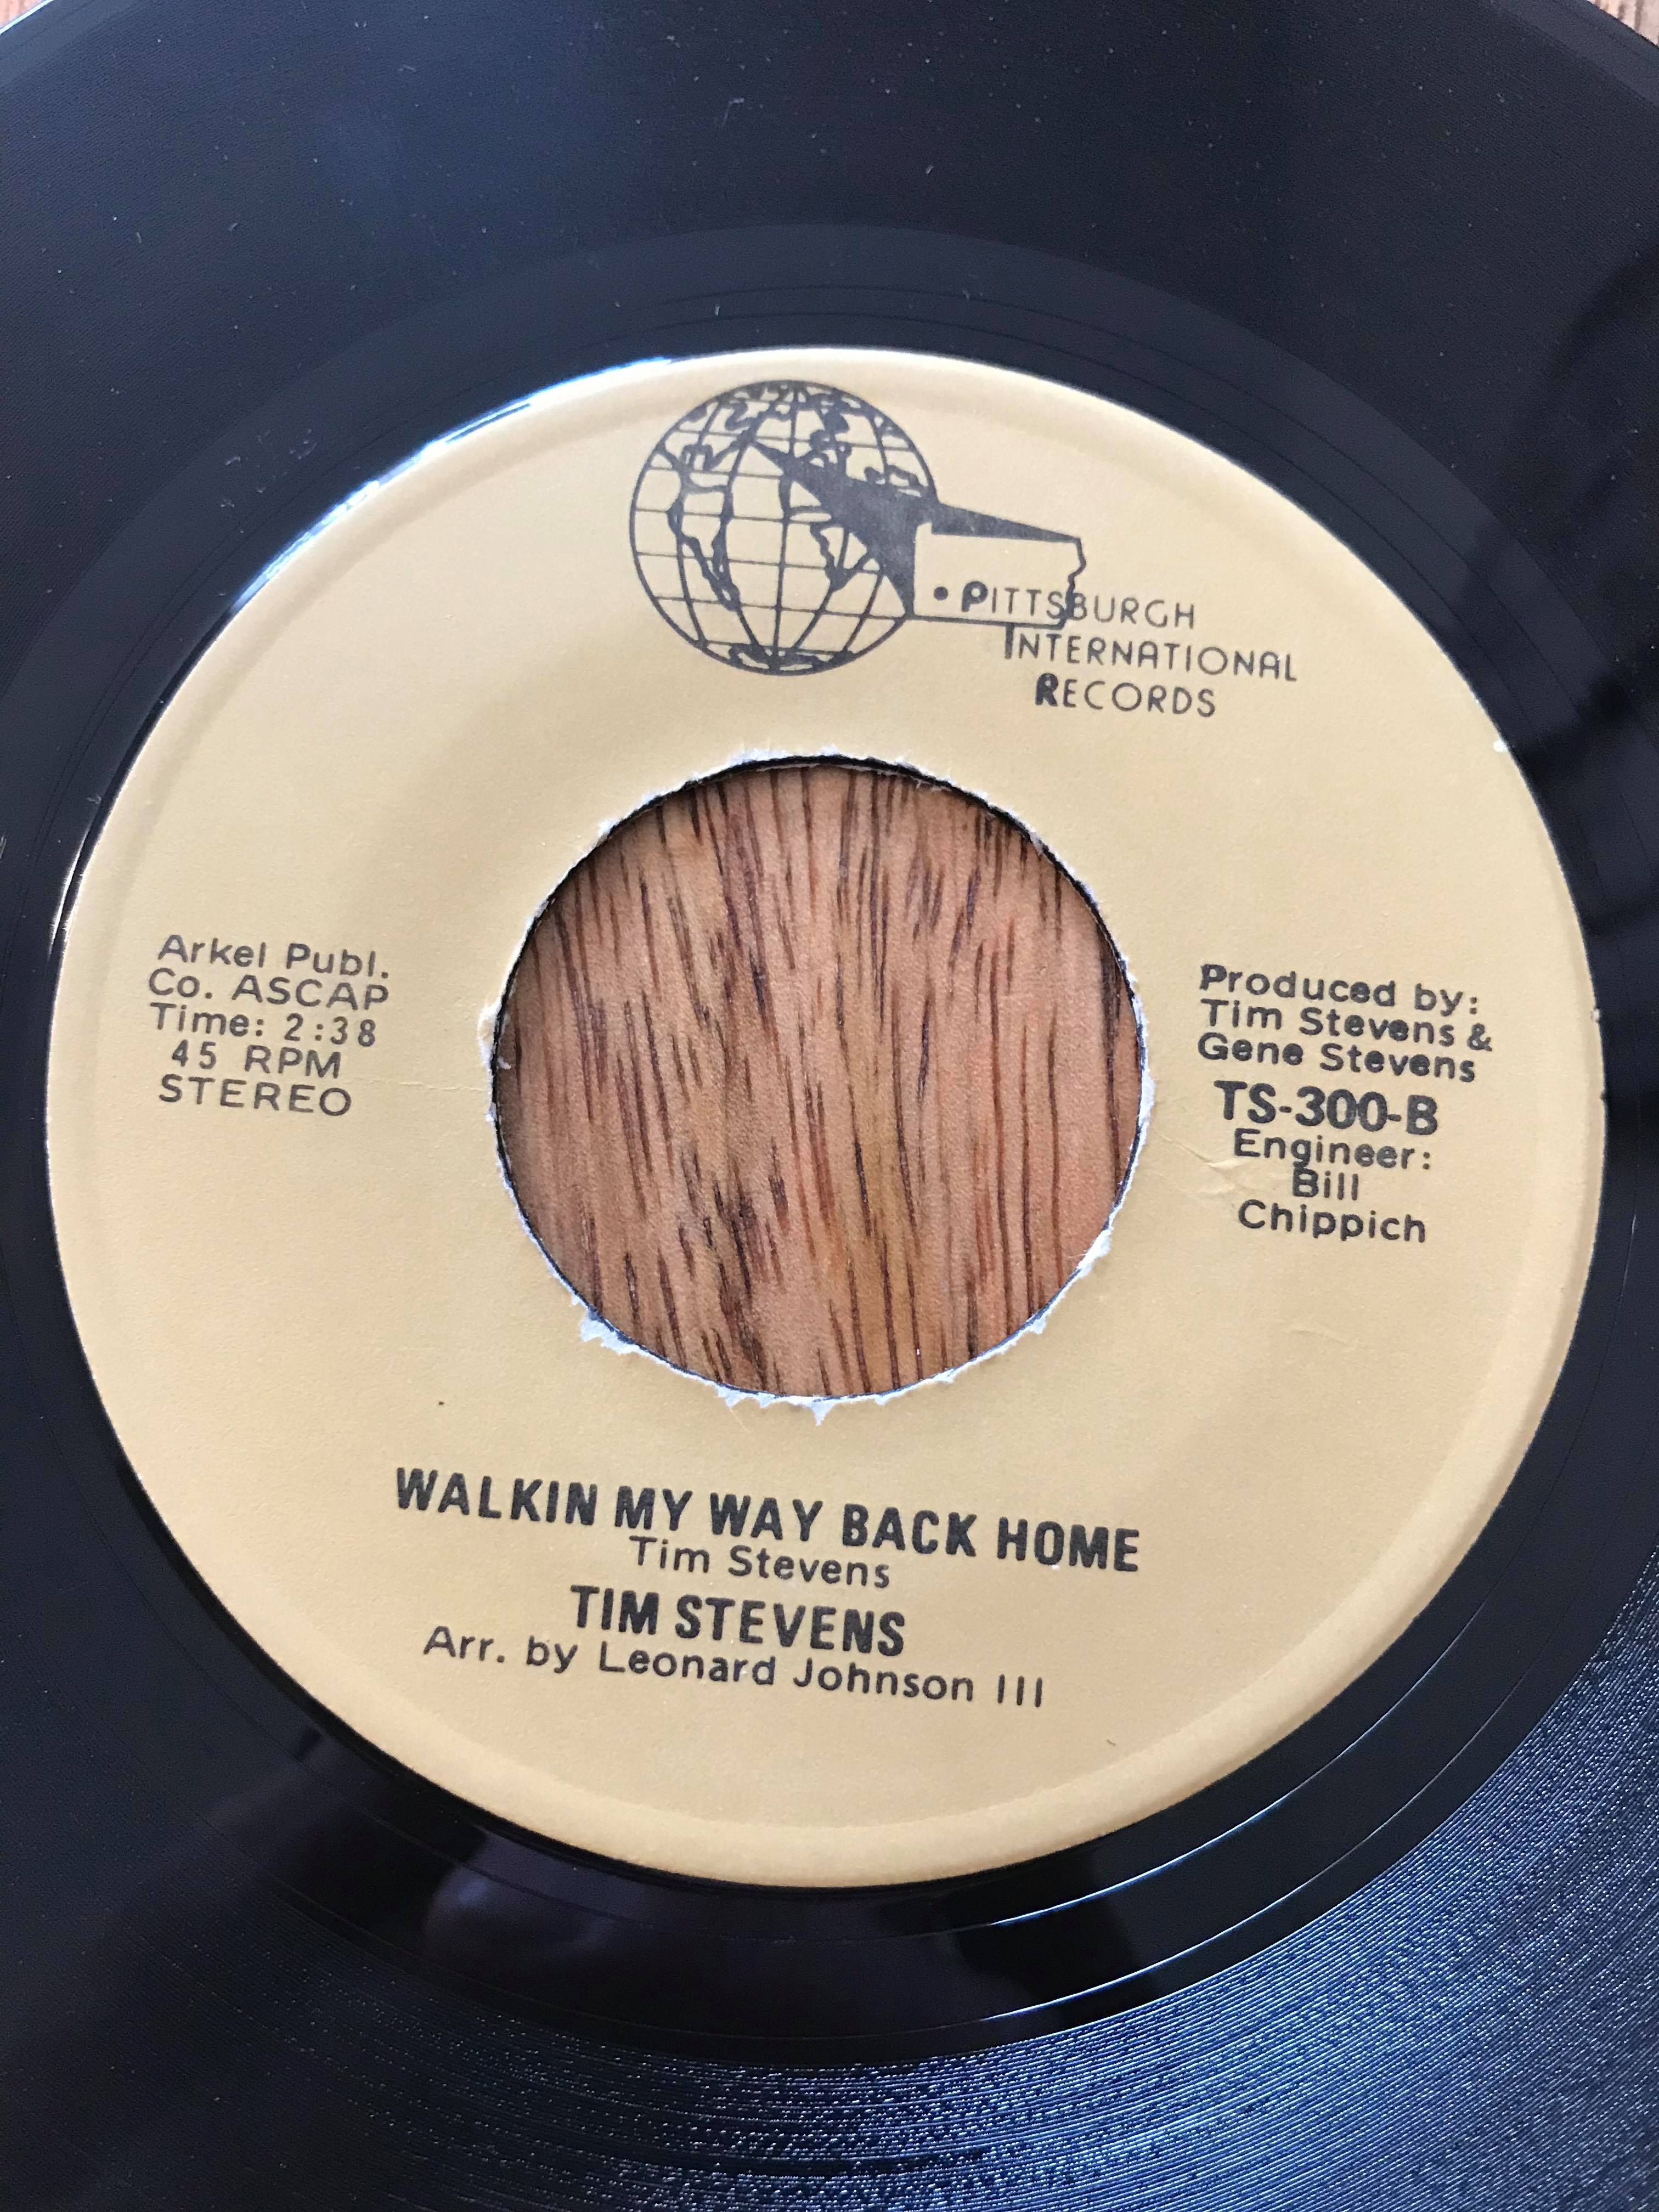 • PITTSBURGH
INTERNATIONAL
RECORDS
Arkel Publ.
Co. ASCAP
Time: 2:38
45 RPM
STEREO
Produced by:
Tim Stevens &
Gene Stevens
TS-300-B
Engineer:
Bill
Chippich
WALKIN MY WAY BACK HOME
Tim Stevens
TIM STEVENS
Arr. by Leonard Johnson III